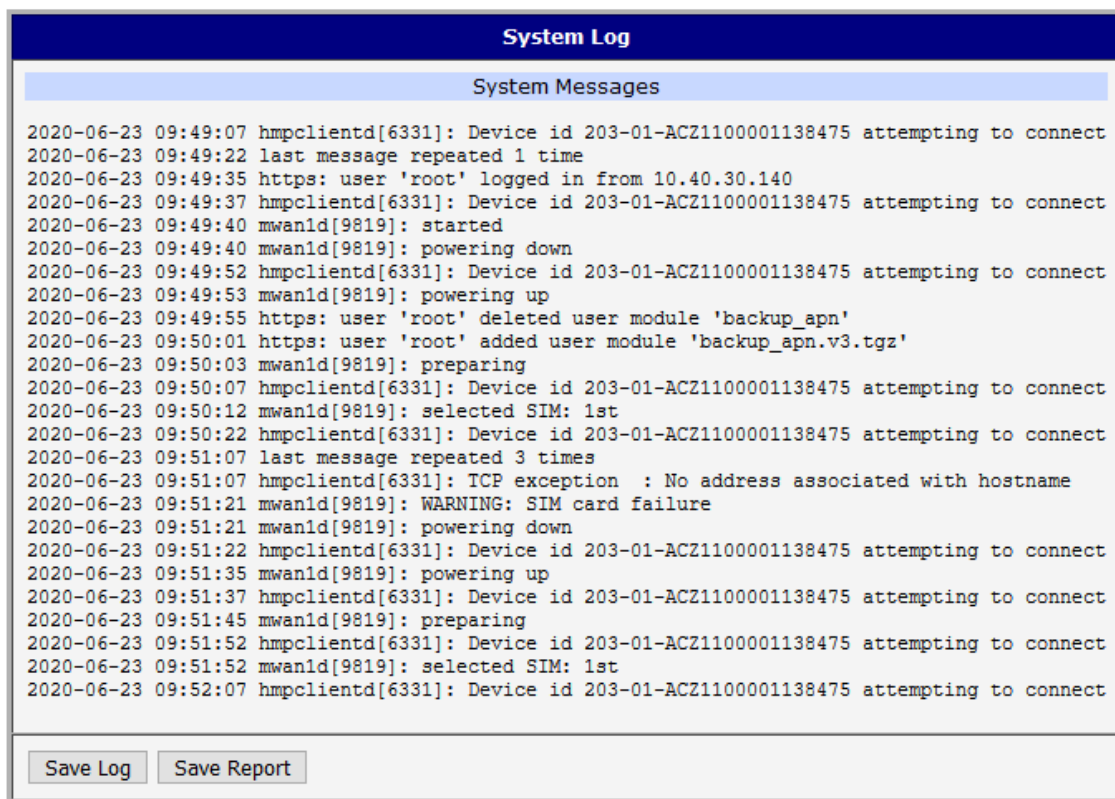 System Log
System Messages
2020-06-23 09:49:07 hmpclientd[6331]: Device id 203-01-ACZ1100001138475 attempting to connect
2020-06-23 09:49:22 last message repeated 1 time
2020-06-23 09:49:35 https: user 'root' logged in from 10.40.30.140
2020-06-23 09:49:37 hmpclientd[6331]: Device id 203-01-ACZ1100001138475 attempting to connect
2020-06-23 09:49:40 mwan1d[9819]: started
2020-06-23 09:49:40 mwan1d[9819]: powering down
2020-06-23 09:49:52 hmpclientd[6331]: Device id 203-01-ACZ1100001138475 attempting to connect
2020-06-23 09:49:53 mwan1d[9819]: powering up
2020-06-23 09:49:55 https: user 'root' deleted user module 'backup_apn'
2020-06-23 09:50:01 https: user 'root' added user module 'backup_apn.v3.tgz'
2020-06-23 09:50:03 mwan1d[9819]: preparing
2020-06-23 09:50:07 hmpclientd[6331]: Device id 203-01-ACZ1100001138475 attempting to connect
2020-06-23 09:50:12 mwan1d[9819]: selected SIM: 1st
2020-06-23 09:50:22 hmpclientd[6331]: Device id 203-01-ACZ1100001138475 attempting to connect
2020-06-23 09:51:07 last message repeated 3 times
2020-06-23 09:51:07 hmpclientd[6331]: TCP exception  : No address associated with hostname
2020-06-23 09:51:21 mwan1d[9819]: WARNING: SIM card failure
2020-06-23 09:51:21 mwan1d[9819]: powering down
2020-06-23 09:51:22 hmpclientd[6331]: Device id 203-01-ACZ1100001138475 attempting to connect
2020-06-23 09:51:35 mwan1d[9819]: powering up
2020-06-23 09:51:37 hmpclientd[6331]: Device id 203-01-ACZ1100001138475 attempting to connect
2020-06-23 09:51:45 mwan1d[9819]: preparing
2020-06-23 09:51:52 hmpclientd[6331]: Device id 203-01-ACZ1100001138475 attempting to connect
2020-06-23 09:51:52 mwan1d[9819]: selected SIM: 1st
2020-06-23 09:52:07 hmpclientd[6331]: Device id 203-01-ACZ1100001138475 attempting to connect
Save Log Save Report